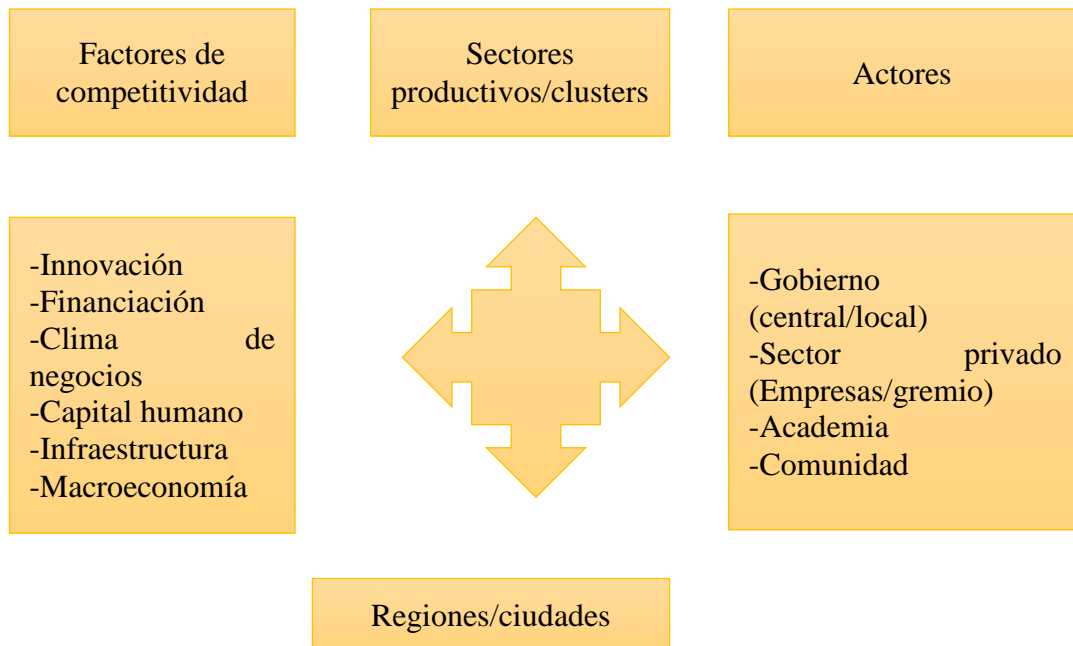 Factores de
competitividad
Sectores
productivos/clusters
Actores
-Innovación
-Financiación
-Clima de
negocios
-Capital humano
-Infraestructura
-Macroeconomía
-Gobierno
(central/local)
-Sector privado
(Empresas/gremio)
-Academia
-Comunidad
Regiones/ciudades